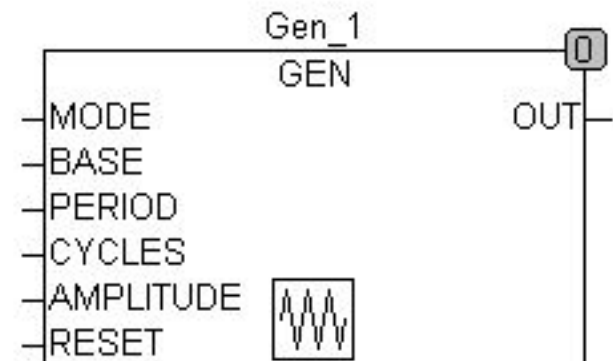 Gen_1
0
GEN
MODE OUT
BASE
PERIOD
CYCLES
AMPLITUDE
RESET